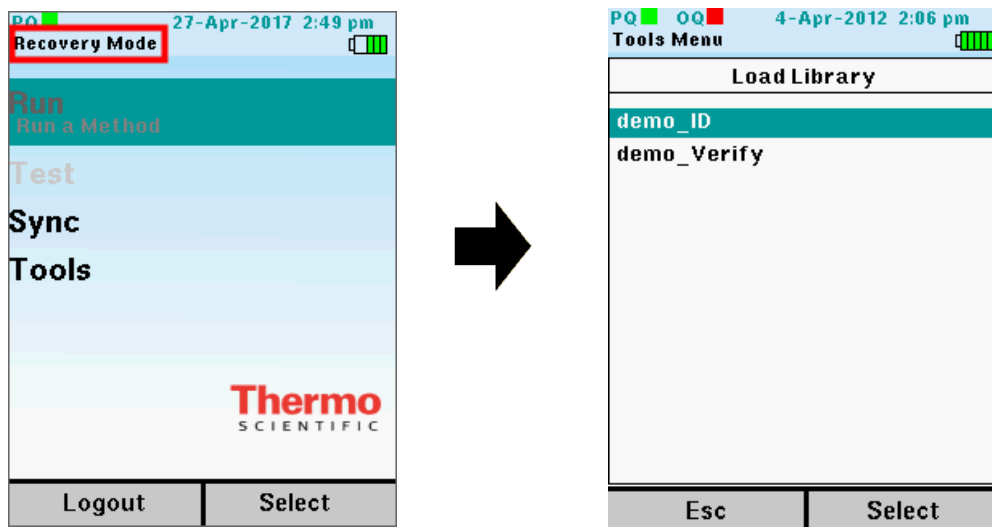 PQ 27-Apr-2017 2:49 pm
Recovery Mode
Run
Run a Method
Test
Sync
Tools
Thermo
SCIENTIFIC
Logout Select
PQ OQ 4-Apr-2012 2:06 pm
Tools Menu
Load Library
demo_ID
demo_Verify
Esc Select